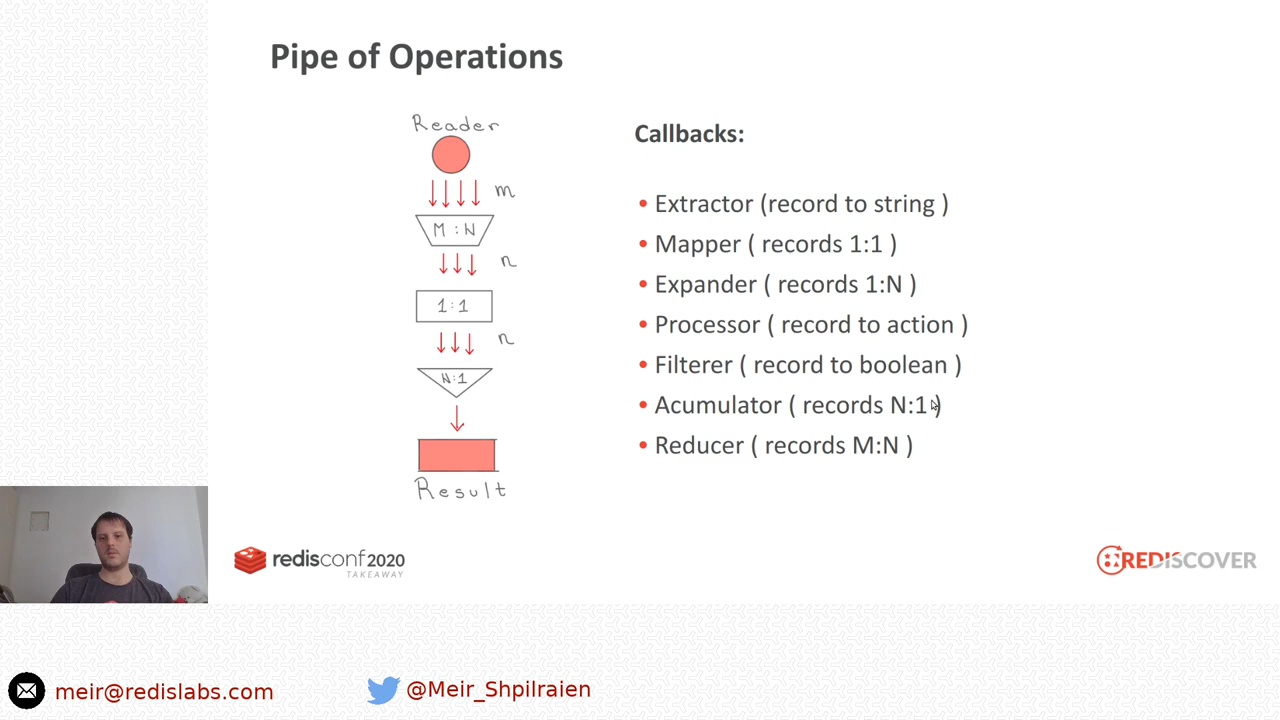 Pipe of Operations
Reader
m
M : N
n
1:1
n
N:1
Result
Callbacks:
• Extractor (record to string )
• Mapper ( records 1:1 )
• Expander ( records 1:N )
• Processor ( record to action )
• Filterer ( record to boolean )
• Acumulator ( records N:1 )
• Reducer ( records M:N )
redisconf 2020
TAKEAWAY
REDISCOVER
meir@redislabs.com
@Meir_Shpilraien